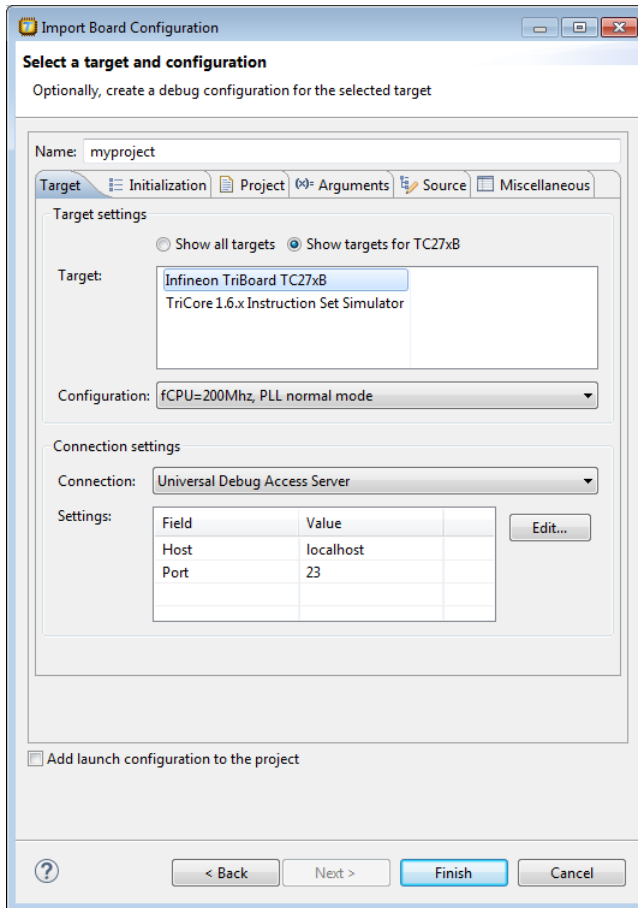 Import Board Configuration
Select a target and configuration
Optionally, create a debug configuration for the selected target
Name: myproject
Target Initialization Project (x)= Arguments Source Miscellaneous
Target settings
Show all targets Show targets for TC27xB
Target: Infineon TriBoard TC27xB
TriCore 1.6.x Instruction Set Simulator
Configuration: fCPU=200Mhz, PLL normal mode
Connection settings
Connection: Universal Debug Access Server
Settings: Field Value Edit...
Host localhost
Port 23
Add launch configuration to the project
? < Back Next > Finish Cancel